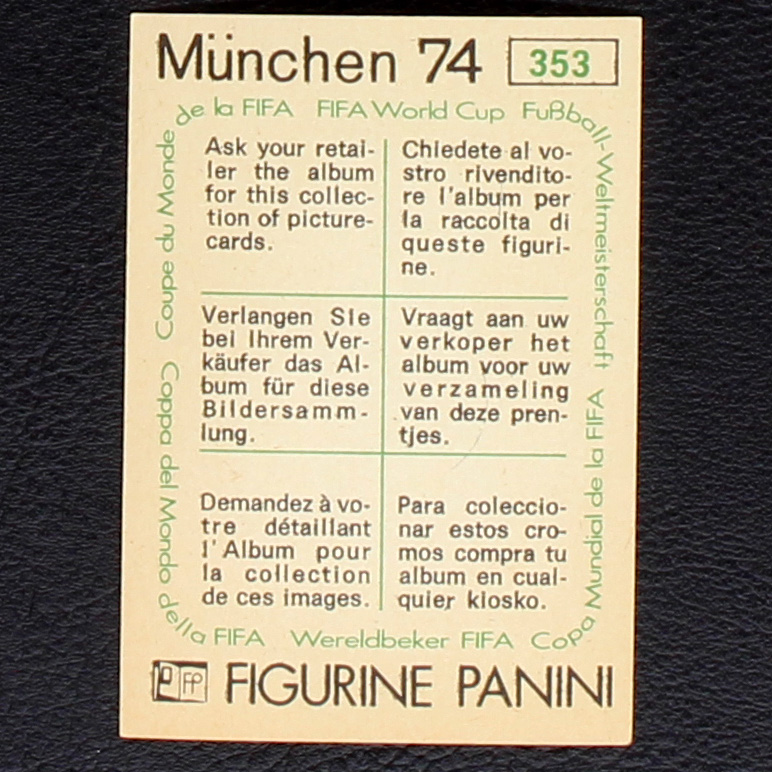 München 74 353
Coupe du Monde de la FIFA
FIFA World Cup
Fußball-Weltmeisterschaft
Ask your retai-
ler the album
for this collec-
tion of picture-
cards.
Chiedete al vo-
stro rivendito-
re l'album per
la raccolta di
queste figuri-
ne.
Verlangen Sie
bei Ihrem Ver-
käufer das Al-
bum für diese
Bildersamm-
lung.
Vraagt aan uw
verkoper het
album voor uw
verzameling
van deze pren-
tjes.
Demandez à vo-
tre détaillant
l'Album pour
la collection
de ces images.
Para coleccio-
nar estos cro-
mos compra tu
album en cual-
quier kiosko.
Coppa del Mondo della FIFA
Wereldbeker FIFA
Copa Mundial de la FIFA
FP FIGURINE PANINI